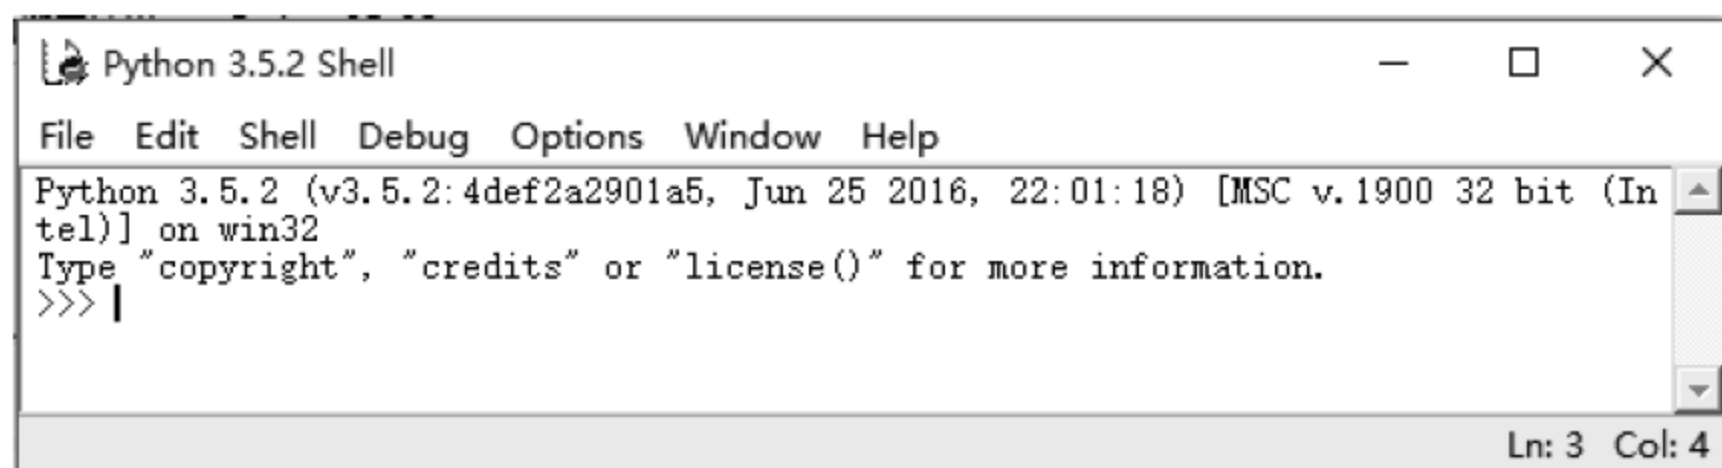 Python 3.5.2 Shell
File Edit Shell Debug Options Window Help
Python 3.5.2 (v3.5.2:4def2a2901a5, Jun 25 2016, 22:01:18) [MSC v.1900 32 bit (In
tel)] on win32
Type "copyright", "credits" or "license()" for more information.
>>>
Ln: 3 Col: 4